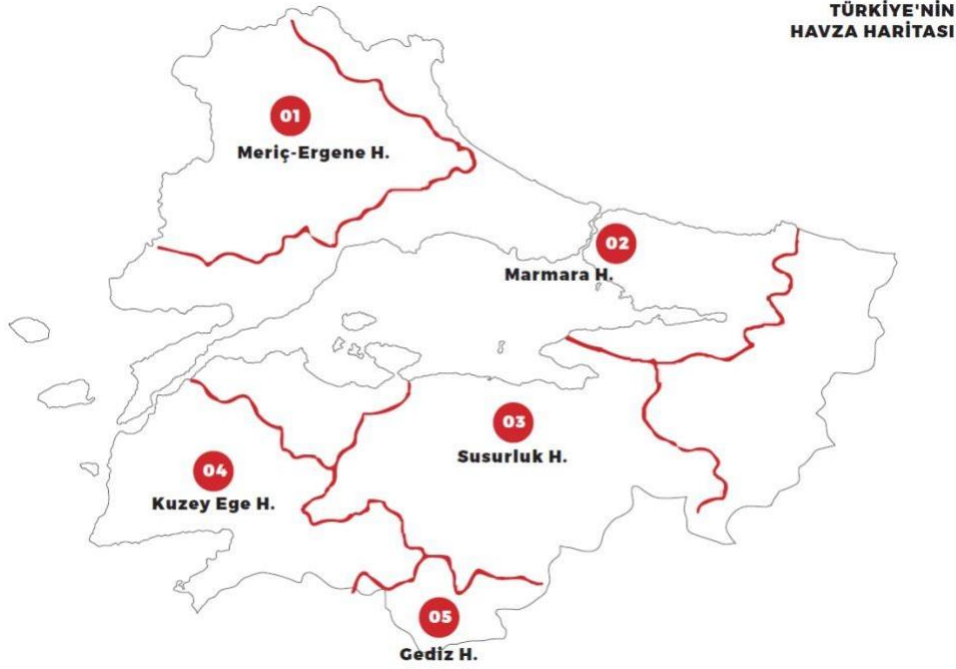 TÜRKİYE'NİN
HAVZA HARİTASI
01
Meriç-Ergene H.
02
Marmara H.
03
Susurluk H.
04
Kuzey Ege H.
05
Gediz H.